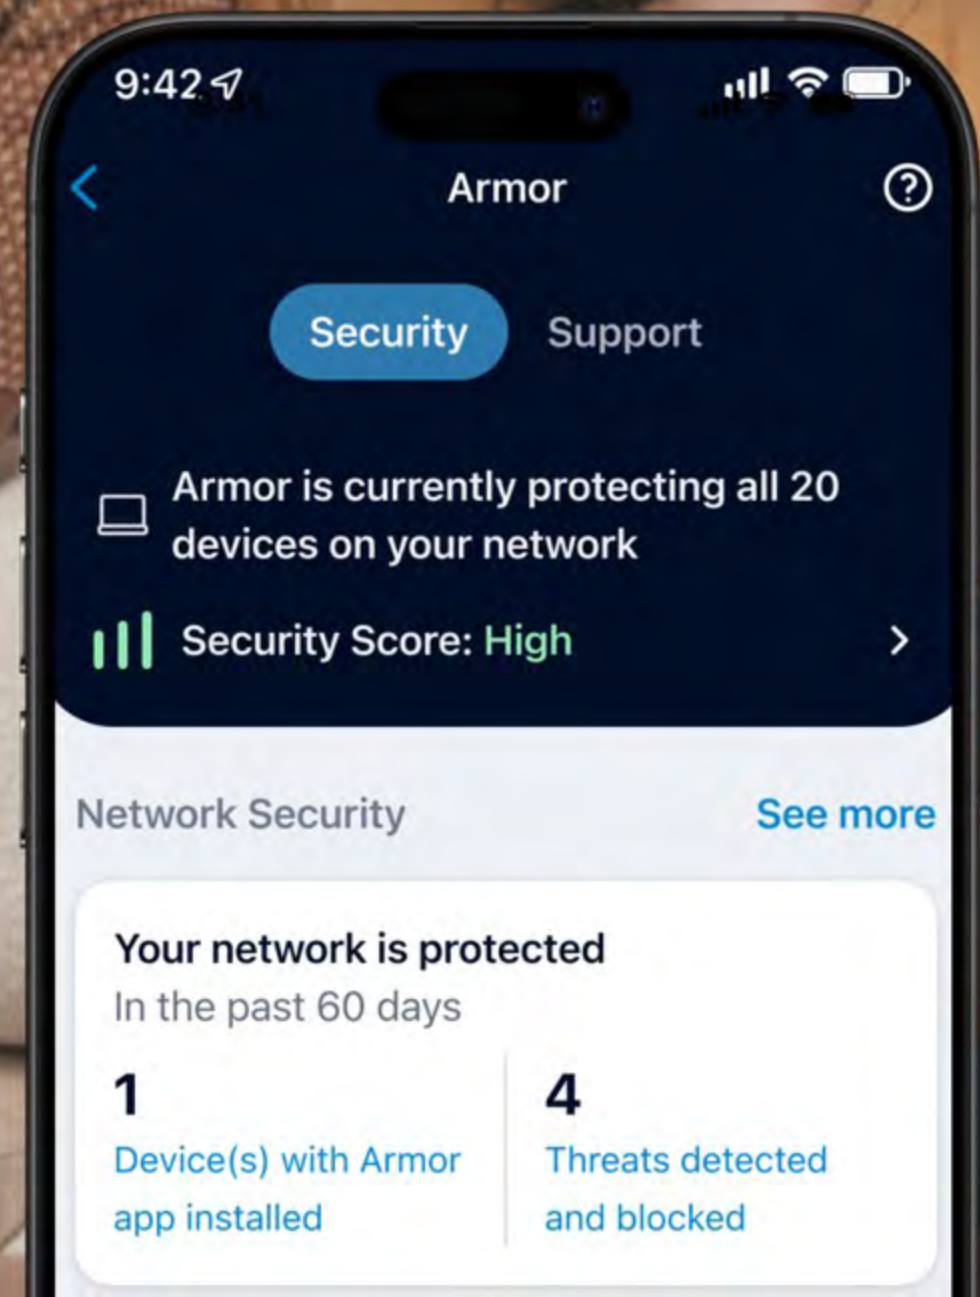 9:42
Armor
Security Support
Armor is currently protecting all 20
devices on your network
Security Score: High
Network Security See more
Your network is protected
In the past 60 days
1 4
Device(s) with Armor Threats detected
app installed and blocked